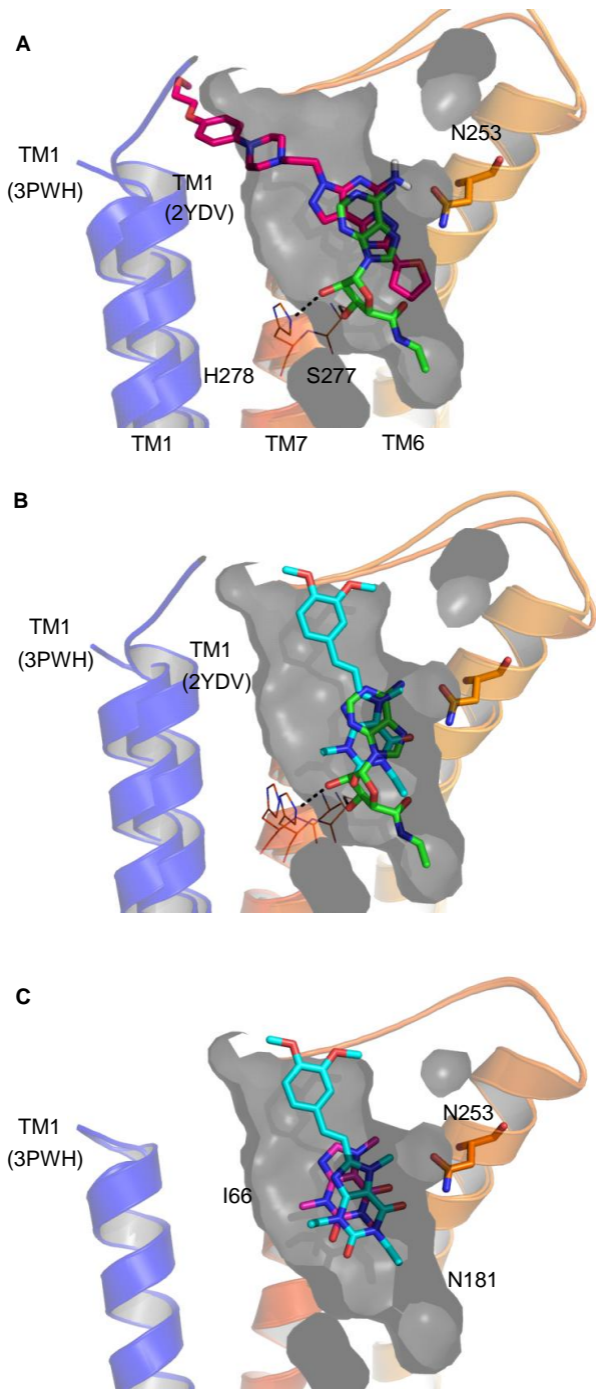 A
N253
TM1
(3PWH)
TM1
(2YDV)
H278
S277
TM1
TM7
TM6
B
TM1
(3PWH)
TM1
(2YDV)
C
TM1
(3PWH)
N253
I66
N181